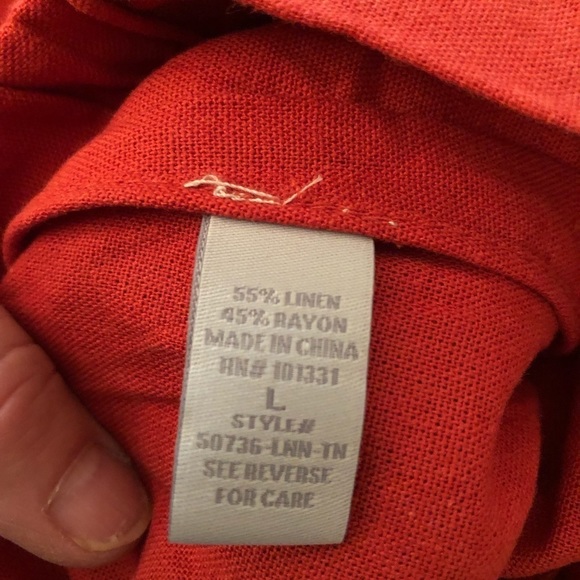 55% LINEN
45% RAYON
MADE IN CHINA
RN# 101331
L
STYLE#
50736-LNN-TN
SEE REVERSE
FOR CARE